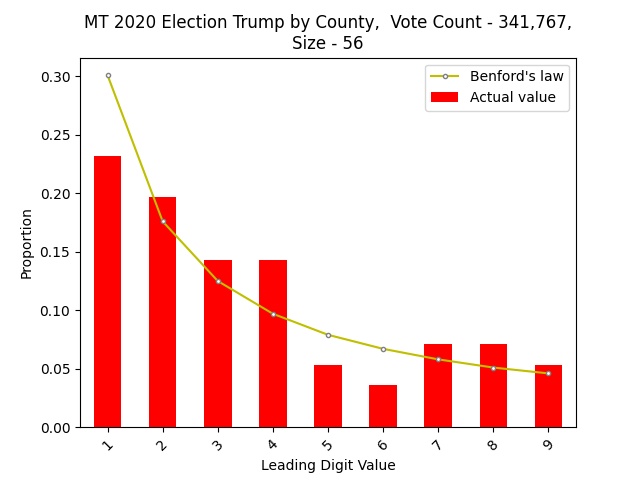 MT 2020 Election Trump by County,  Vote Count - 341,767,
Size - 56
Benford's law
Actual value
Proportion
0.30
0.25
0.20
0.15
0.10
0.05
0.00
1 2 3 4 5 6 7 8 9
Leading Digit Value